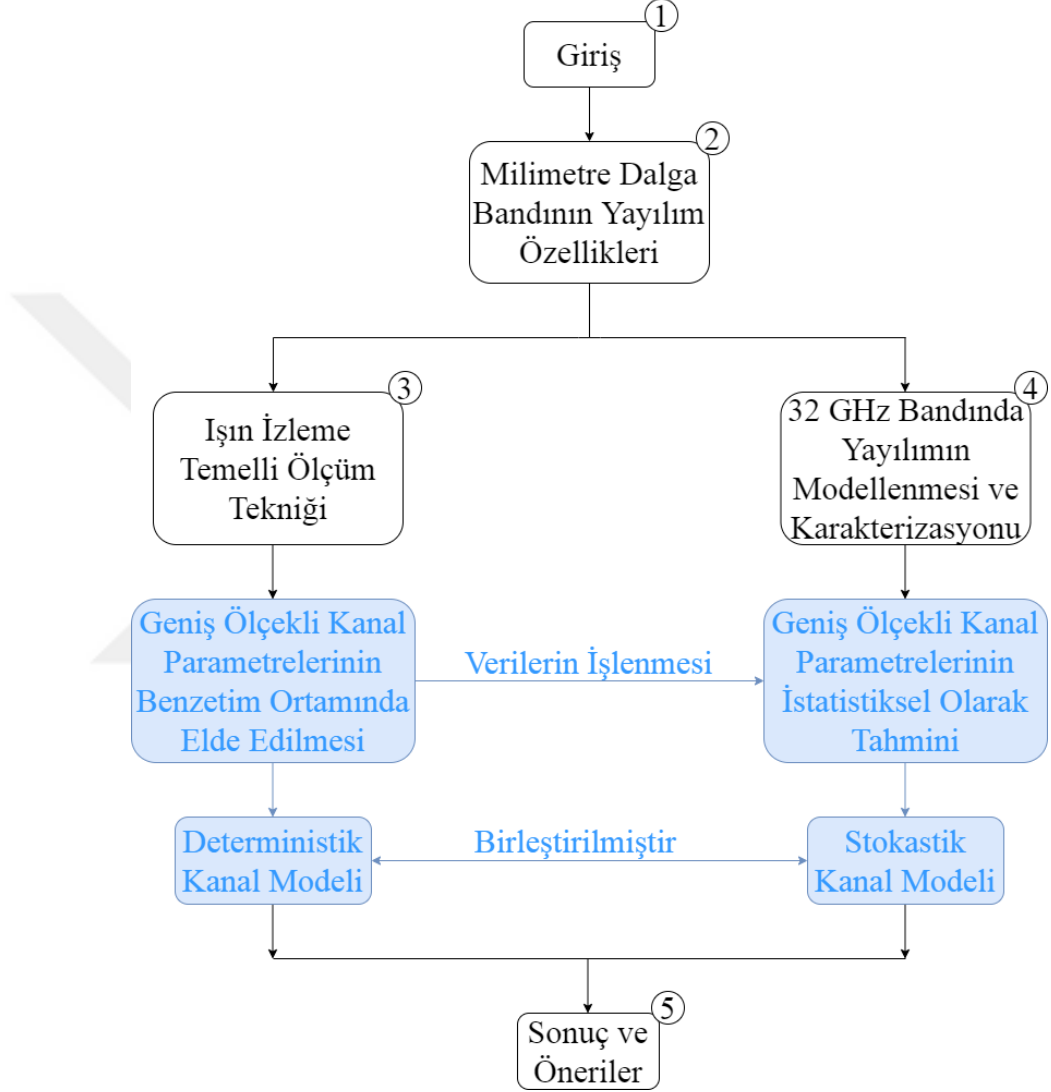 1
Giriş
2
Milimetre Dalga
Bandının Yayılım
Özellikleri
3
Işın İzleme
Temelli Ölçüm
Tekniği
4
32 GHz Bandında
Yayılımın
Modellenmesi ve
Karakterizasyonu
Geniş Ölçekli Kanal
Parametrelerinin
Benzetim Ortamında
Elde Edilmesi
Verilerin İşlenmesi
Geniş Ölçekli Kanal
Parametrelerinin
İstatistiksel Olarak
Tahmini
Deterministik
Kanal Modeli
Birleştirilmiştir
Stokastik
Kanal Modeli
5
Sonuç ve
Öneriler